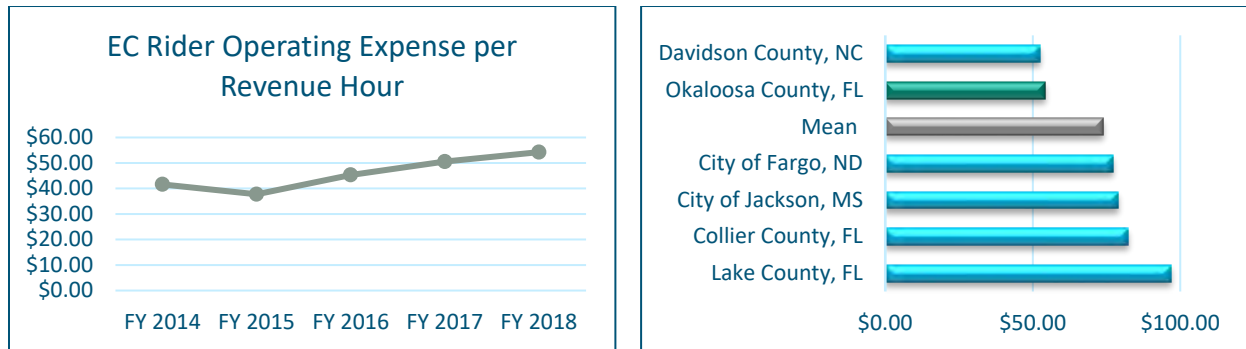 EC Rider Operating Expense per
Revenue Hour
$60.00
$50.00
$40.00
$30.00
$20.00
$10.00
$0.00
FY 2014 FY 2015 FY 2016 FY 2017 FY 2018
Davidson County, NC
Okaloosa County, FL
Mean
City of Fargo, ND
City of Jackson, MS
Collier County, FL
Lake County, FL
$0.00 $50.00 $100.00